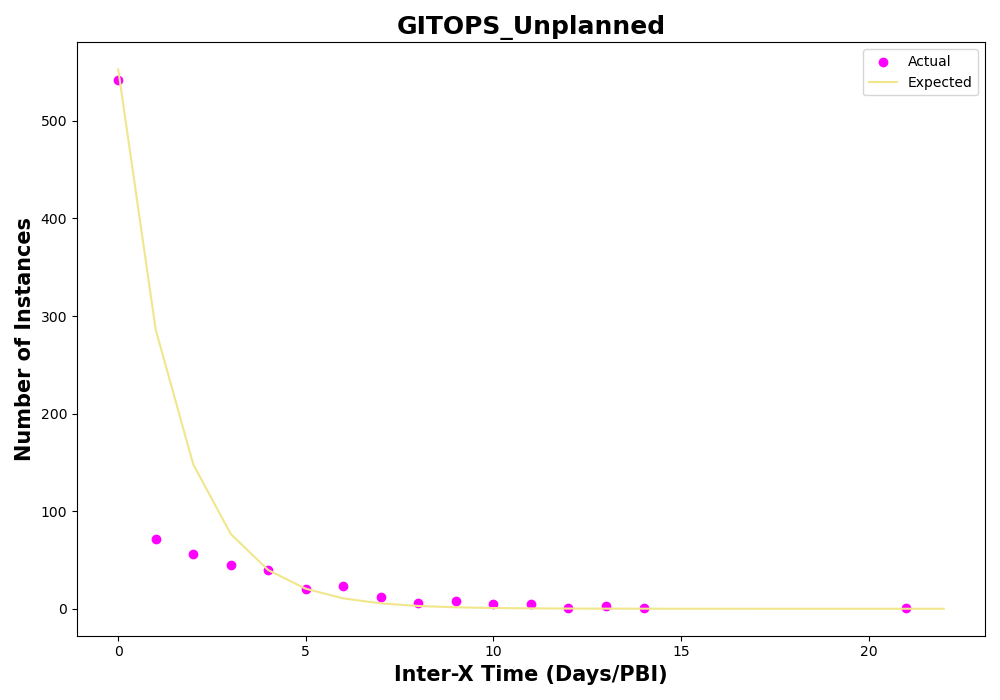 GITOPS_Unplanned
Actual
Expected
Number of Instances
500
400
300
200
100
0
0 5 10 15 20
Inter-X Time (Days/PBI)